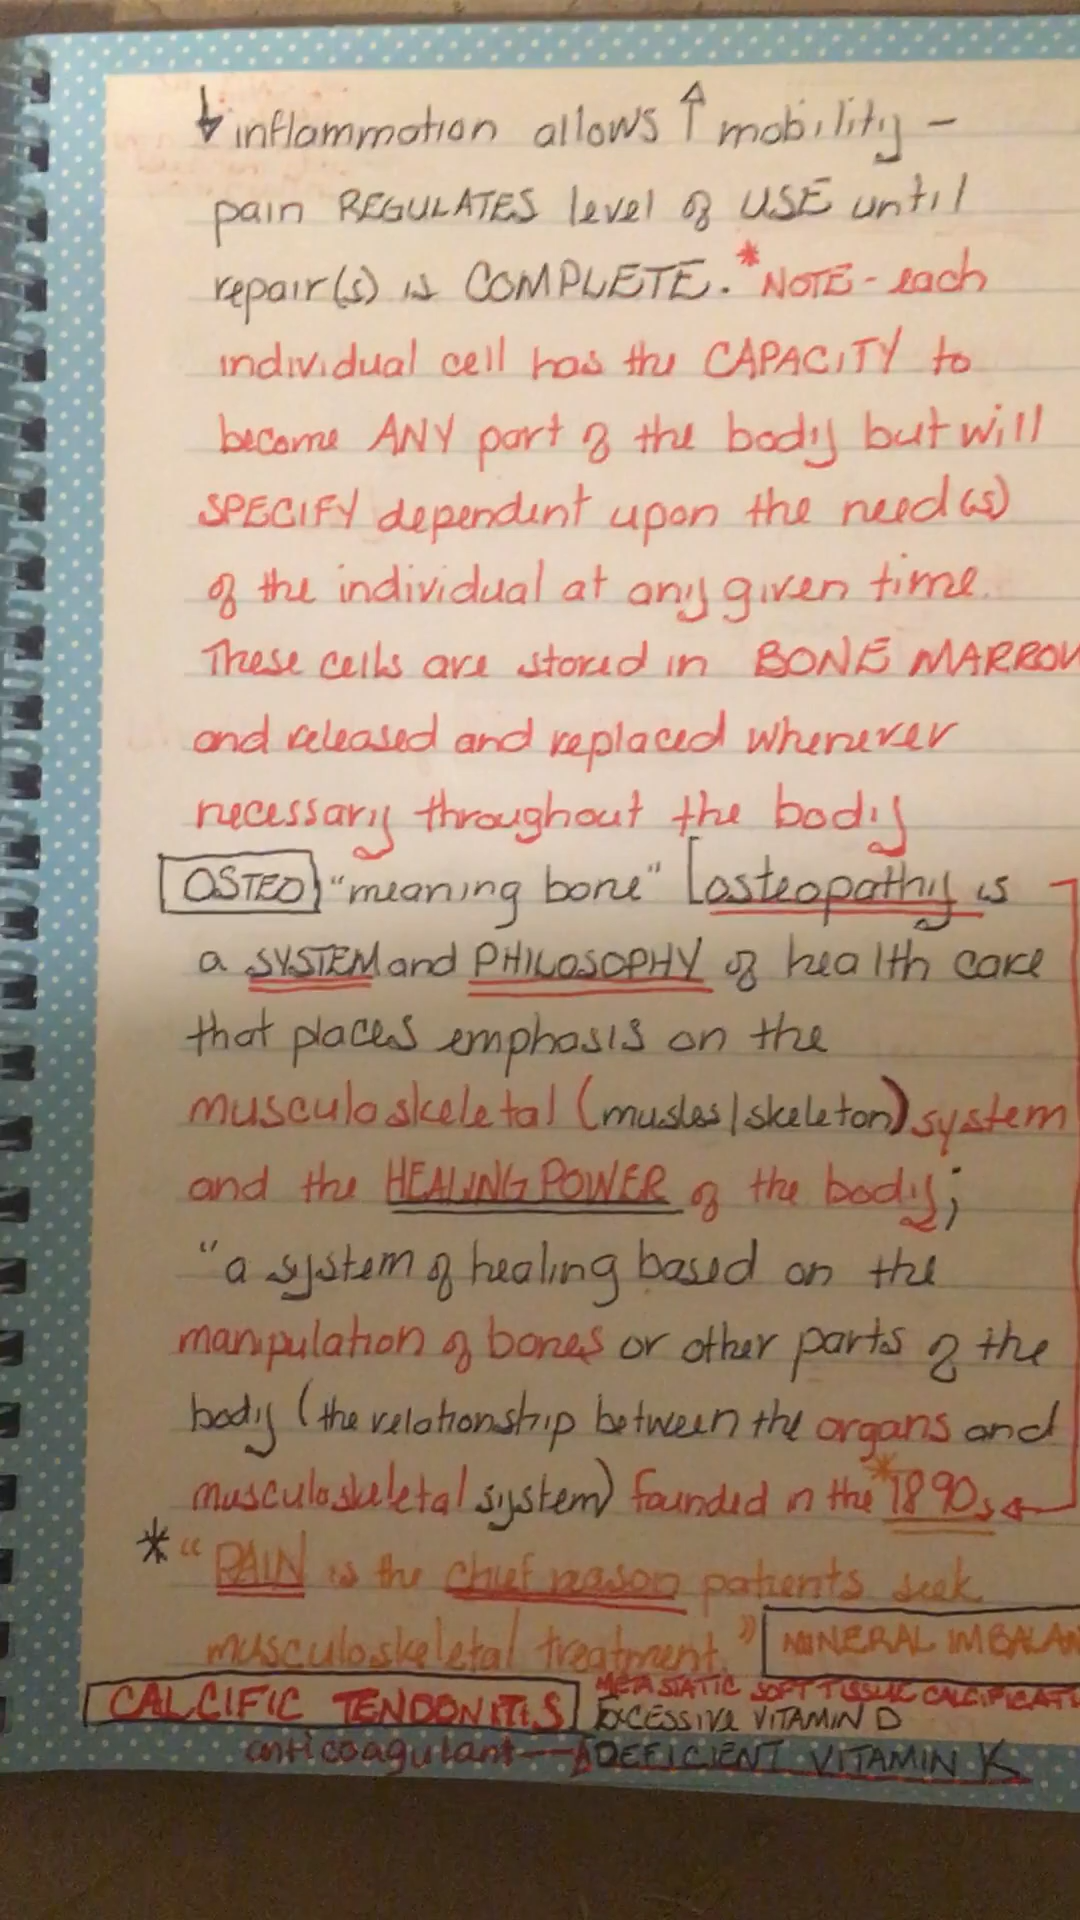 ↓ inflammation allows ↑ mobility -
pain REGULATES level of USE until
repair(s) is COMPLETE. *NOTE - each
individual cell has the CAPACITY to
become ANY part of the body but will
SPECIFY dependent upon the need(s)
of the individual at any given time.
These cells are stored in BONE MARROW
and released and replaced whenever
necessary throughout the body
OSTEO "meaning bone" [osteopathy is
a SYSTEM and PHILOSOPHY of health care
that places emphasis on the
musculoskeletal (musles/skeleton) system
and the HEALING POWER of the body;
"a system of healing based on the
manipulation of bones or other parts of the
body (the relationship between the organs and
musculoskeletal system) founded in the *1890s
* "PAIN is the chief reason patients seek
musculoskeletal treatment." MINERAL IMBALAN
CALCIFIC TENDONITIS METASTATIC SOFT TISSUE CALCIFICATI
EXCESSIVE VITAMIN D
anticoagulant - DEFICIENT VITAMIN K